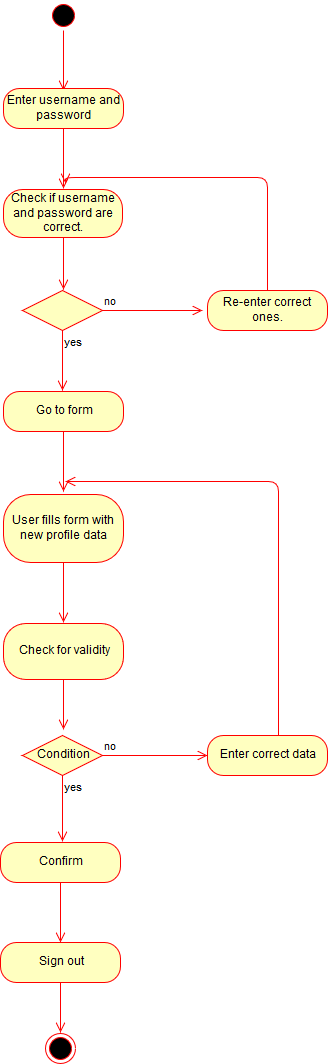 Enter username and
password
Check if username
and password are
correct.
no
Re-enter correct
ones.
yes
Go to form
User fills form with
new profile data
Check for validity
Condition
no
Enter correct data
yes
Confirm
Sign out